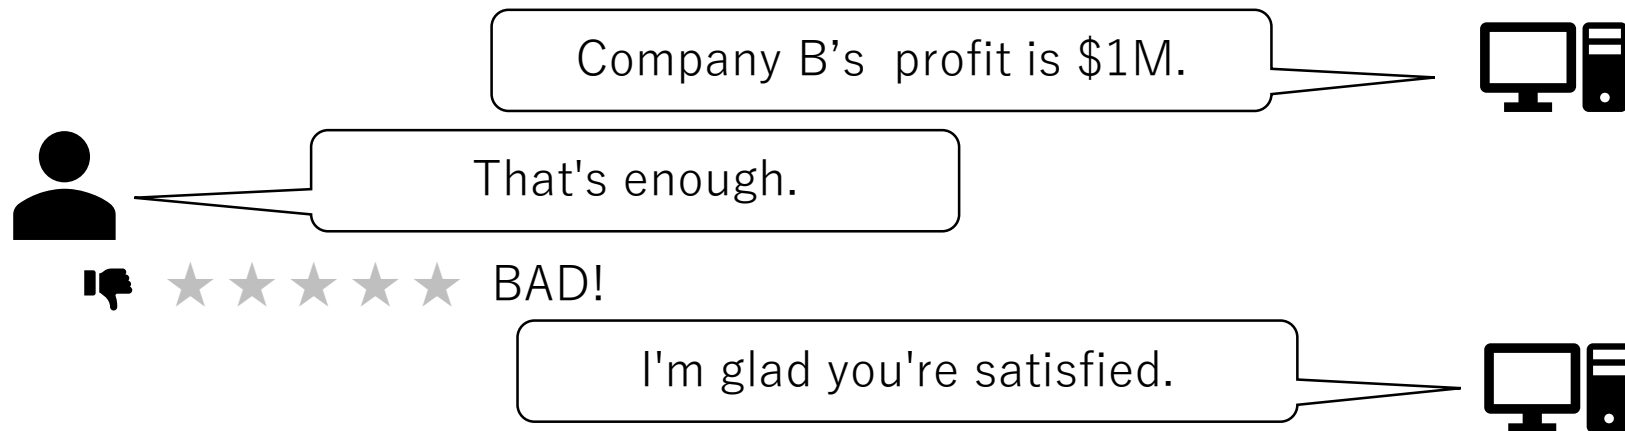 Company B’s  profit is $1M.
That's enough.
BAD!
I'm glad you're satisfied.